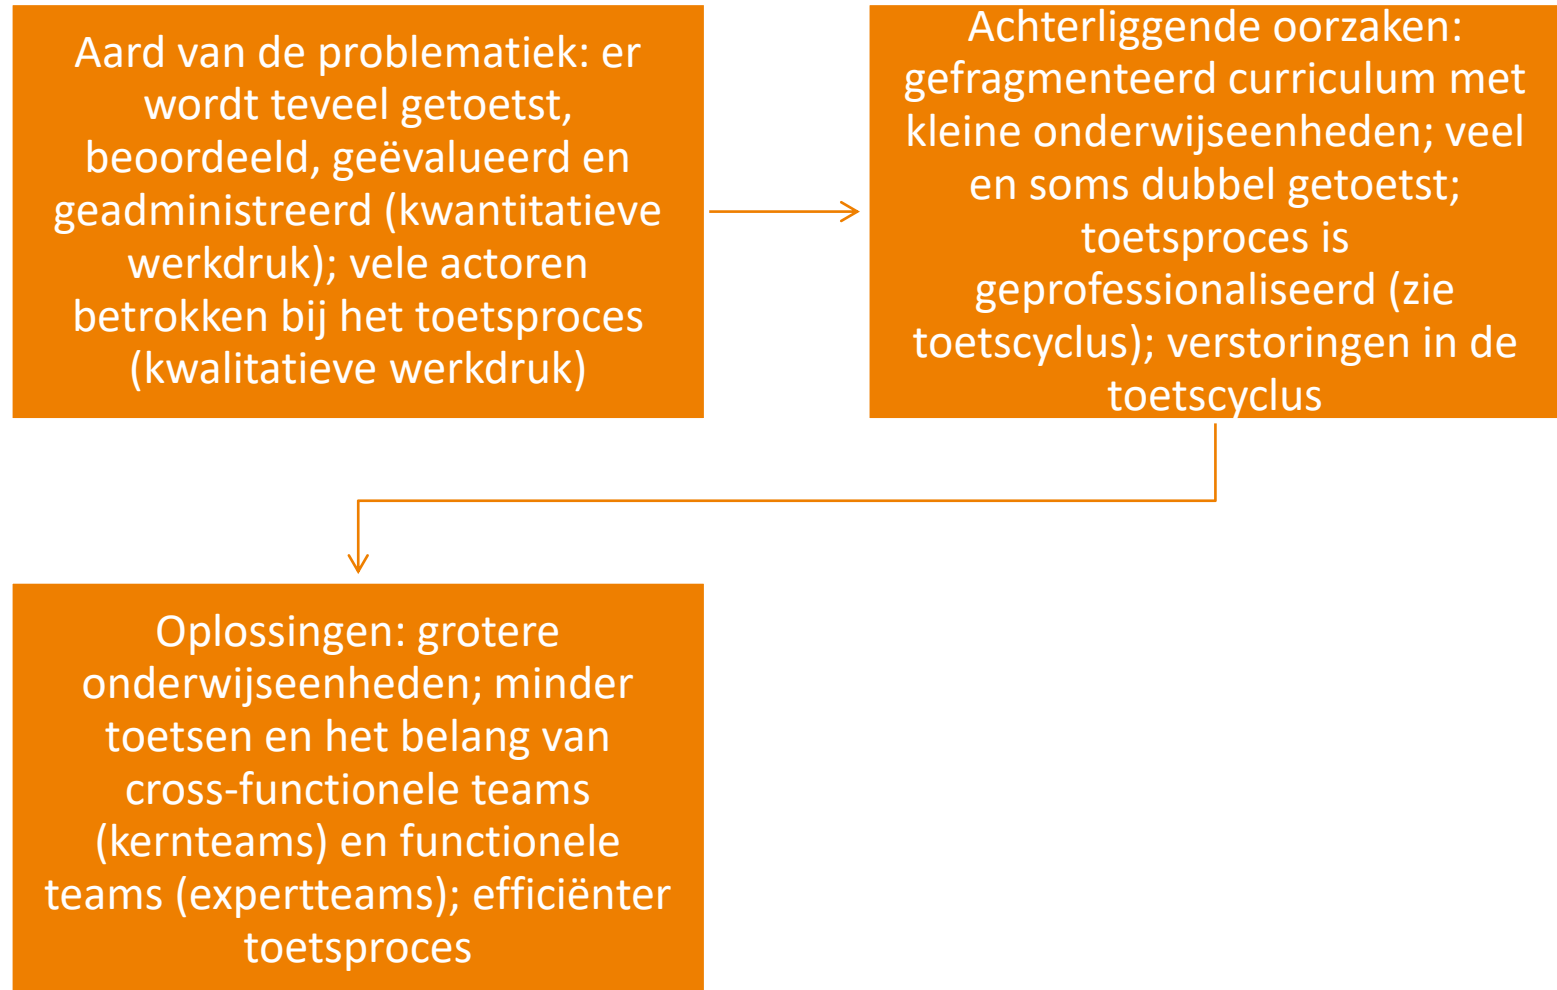 Aard van de problematiek: er
wordt teveel getoetst,
beoordeeld, geëvalueerd en
geadministreerd (kwantitatieve
werkdruk); vele actoren
betrokken bij het toetsproces
(kwalitatieve werkdruk)
Achterliggende oorzaken:
gefragmenteerd curriculum met
kleine onderwijseenheden; veel
en soms dubbel getoetst;
toetsproces is
geprofessionaliseerd (zie
toetscyclus); verstoringen in de
toetscyclus
Oplossingen: grotere
onderwijseenheden; minder
toetsen en het belang van
cross-functionele teams
(kernteams) en functionele
teams (expertteams); efficiënter
toetsproces